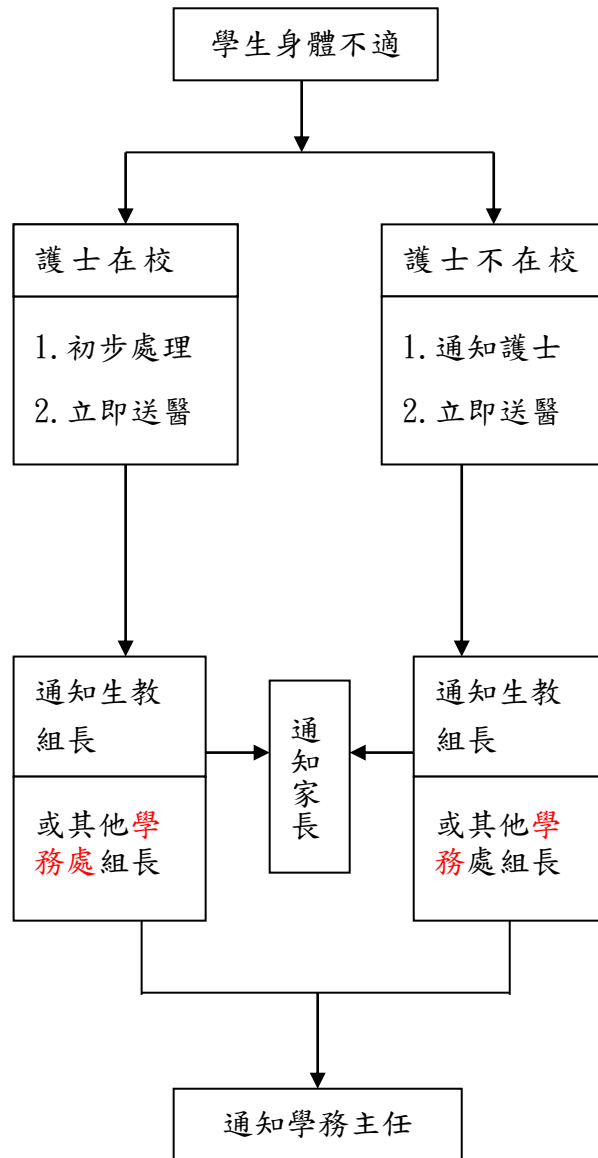 學生身體不適
護士在校
1.初步處理
2.立即送醫
護士不在校
1.通知護士
2.立即送醫
通知生教
組長
或其他學
務處組長
通知家長
通知生教
組長
或其他學
務處組長
通知學務主任